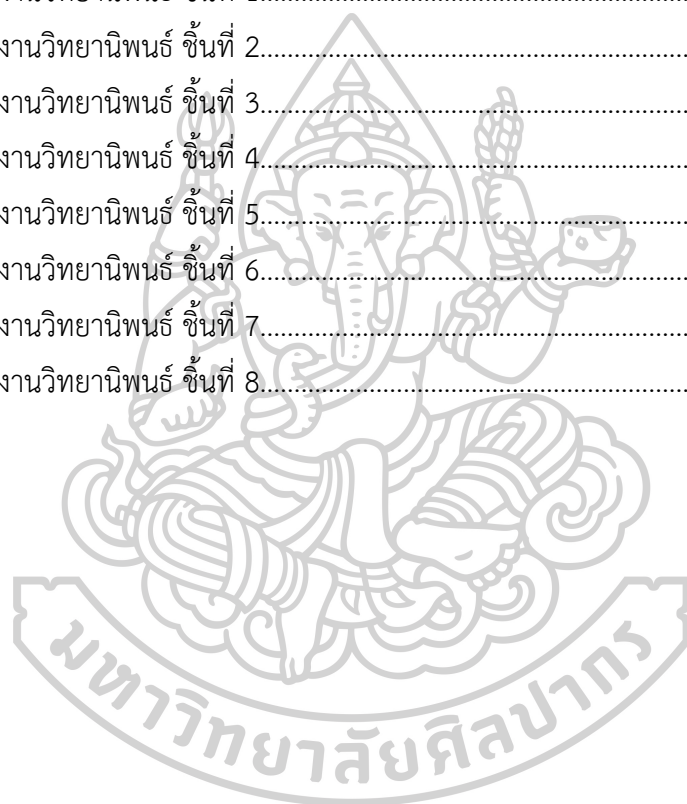 งานวิทยานิพนธ์ ชิ้นที่ 2
งานวิทยานิพนธ์ ชิ้นที่ 3
งานวิทยานิพนธ์ ชิ้นที่ 4
งานวิทยานิพนธ์ ชิ้นที่ 5
งานวิทยานิพนธ์ ชิ้นที่ 6
งานวิทยานิพนธ์ ชิ้นที่ 7
งานวิทยานิพนธ์ ชิ้นที่ 8
มหาวิทยาลัยศิลปากร